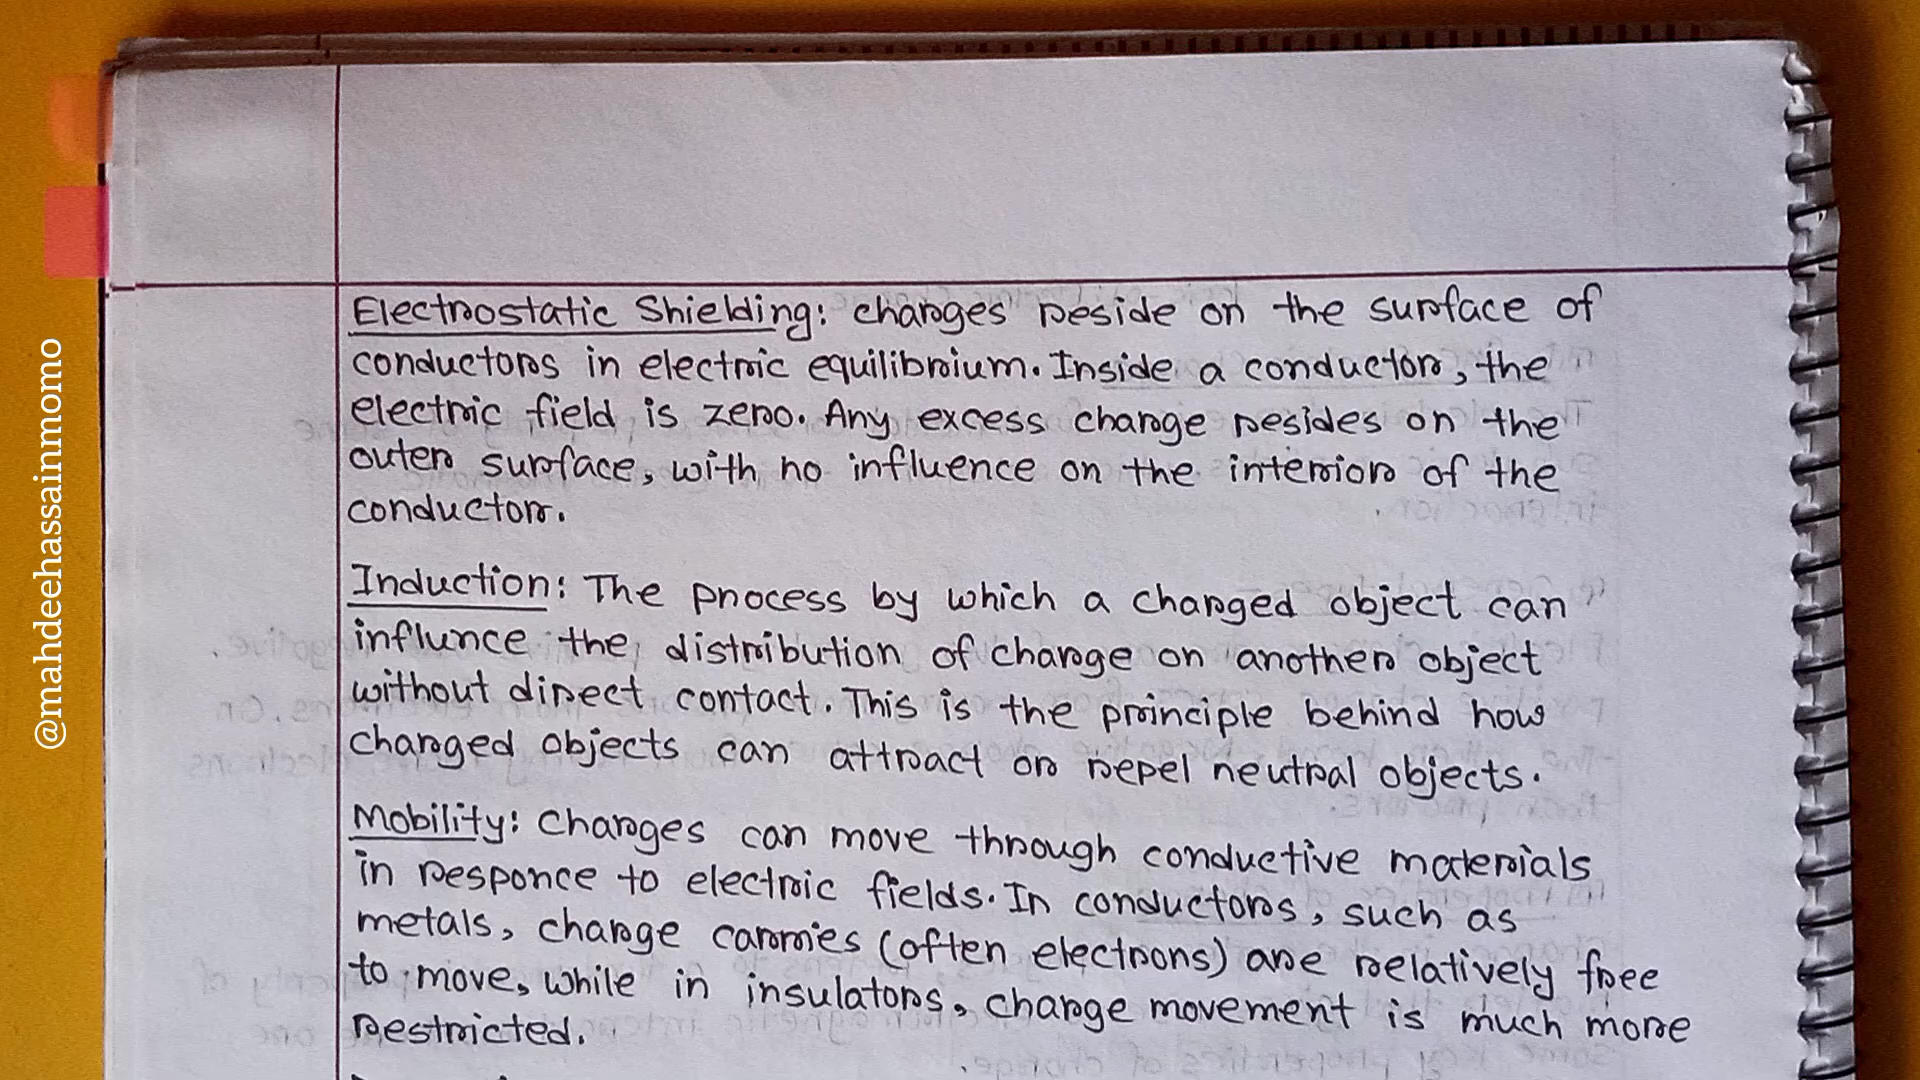 Electrostatic Shielding: charges reside on the surface of
conductors in electric equilibrium. Inside a conductor, the
electric field is zero. Any excess charge resides on the
outer surface, with no influence on the interior of the
conductor.
Induction: The process by which a charged object can
influnce the distribution of charge on another object
without direct contact. This is the principle behind how
charged objects can attract or repel neutral objects.
Mobility: Charges can move through conductive materials
in responce to electric fields. In conductors, such as
metals, charge carries (often electrons) are relatively free
to move, while in insulators, charge movement is much more
restricted.
@mahdeehassainmomo